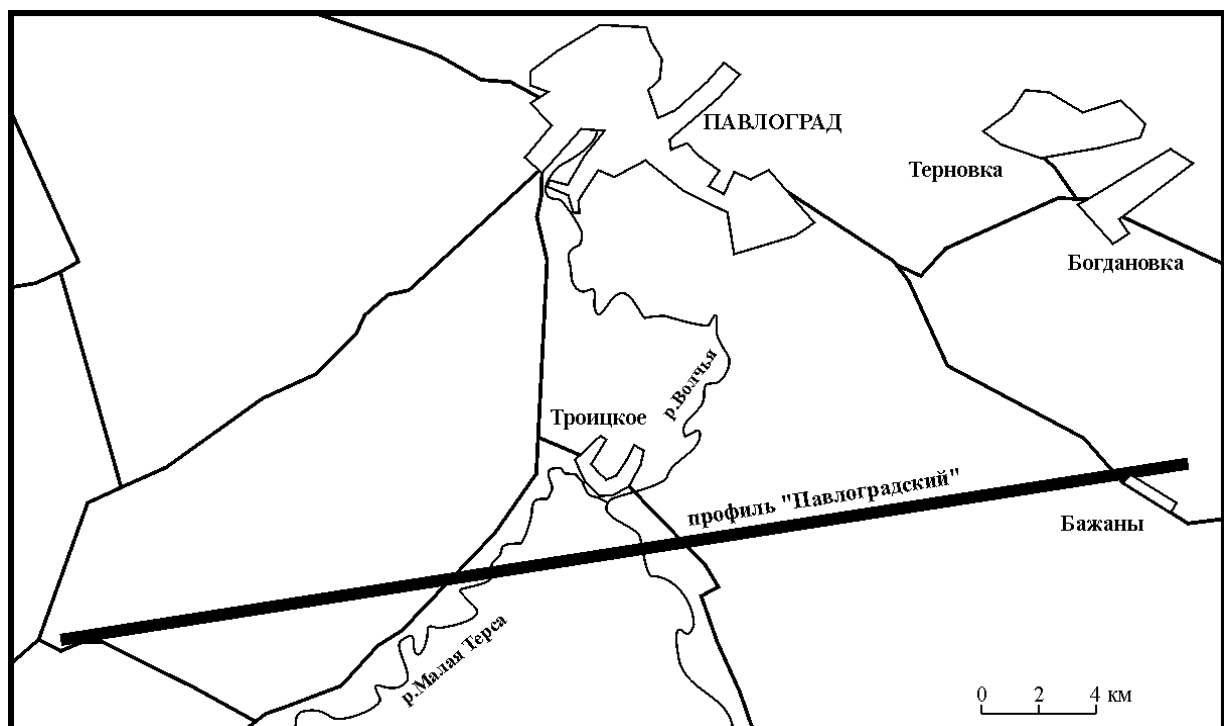 ПАВЛОГРАД
Терновка
Богдановка
р.Волчья
Троицкое
профиль "Павлоградский"
Бажаны
р.Малая Терса
0 2 4 км